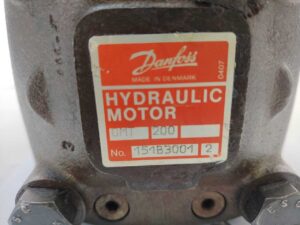 Danfoss
MADE IN DENMARK
0407
HYDRAULIC
MOTOR
OMT 200
No. 151B3001 2